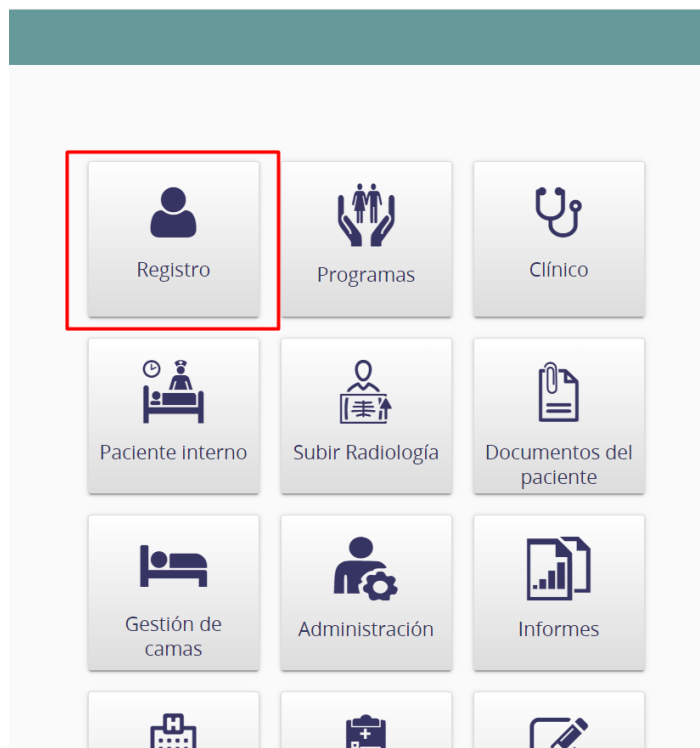 Registro
Programas
Clínico
Paciente interno
Subir Radiología
Documentos del
paciente
Gestión de
camas
Administración
Informes